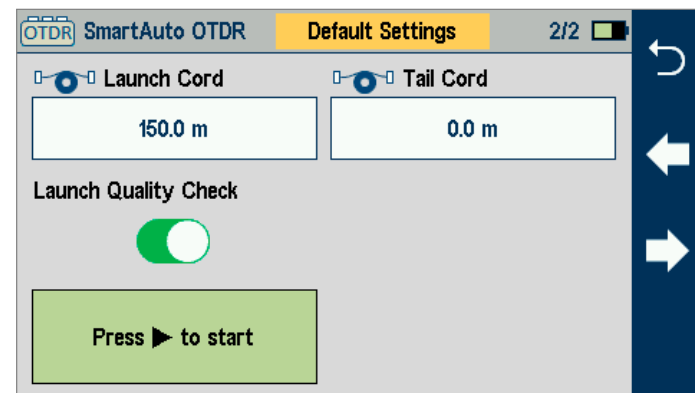 OTDR SmartAuto OTDR Default Settings 2/2
Launch Cord Tail Cord
150.0 m 0.0 m
Launch Quality Check
Press ▶ to start